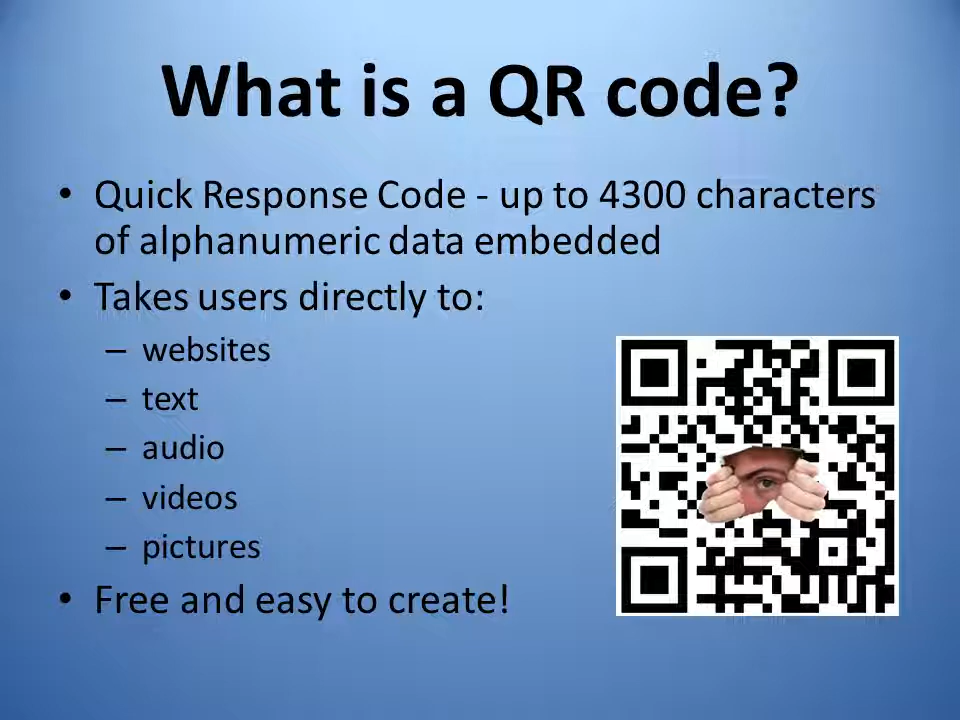 What is a QR code?
• Quick Response Code - up to 4300 characters
of alphanumeric data embedded
• Takes users directly to:
– websites
– text
– audio
– videos
– pictures
• Free and easy to create!